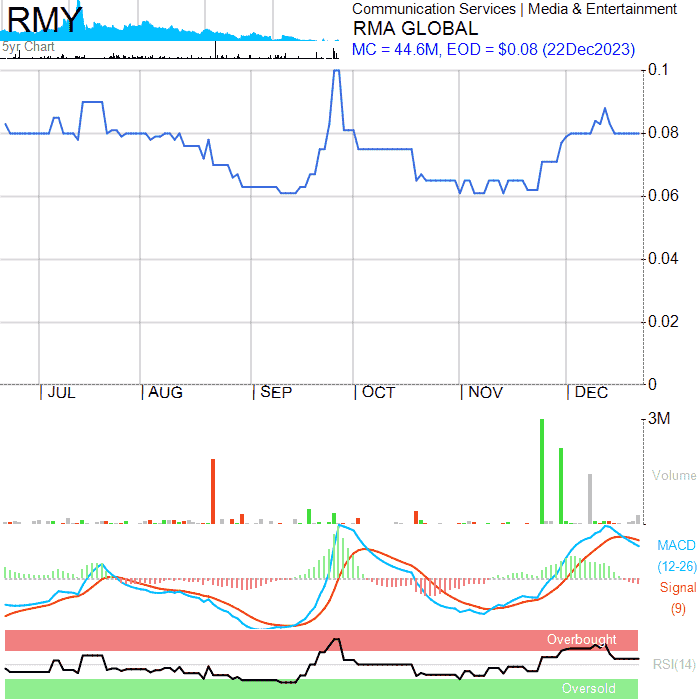 RMY
Communication Services | Media & Entertainment
RMA GLOBAL
5yr Chart
MC = 44.6M, EOD = $0.08 (22Dec2023)
0.1
0.08
0.06
0.04
0.02
0
| JUL | AUG | SEP | OCT | NOV | DEC
3M
Volume
MACD
(12-26)
Signal
(9)
Overbought
RSI(14)
Oversold